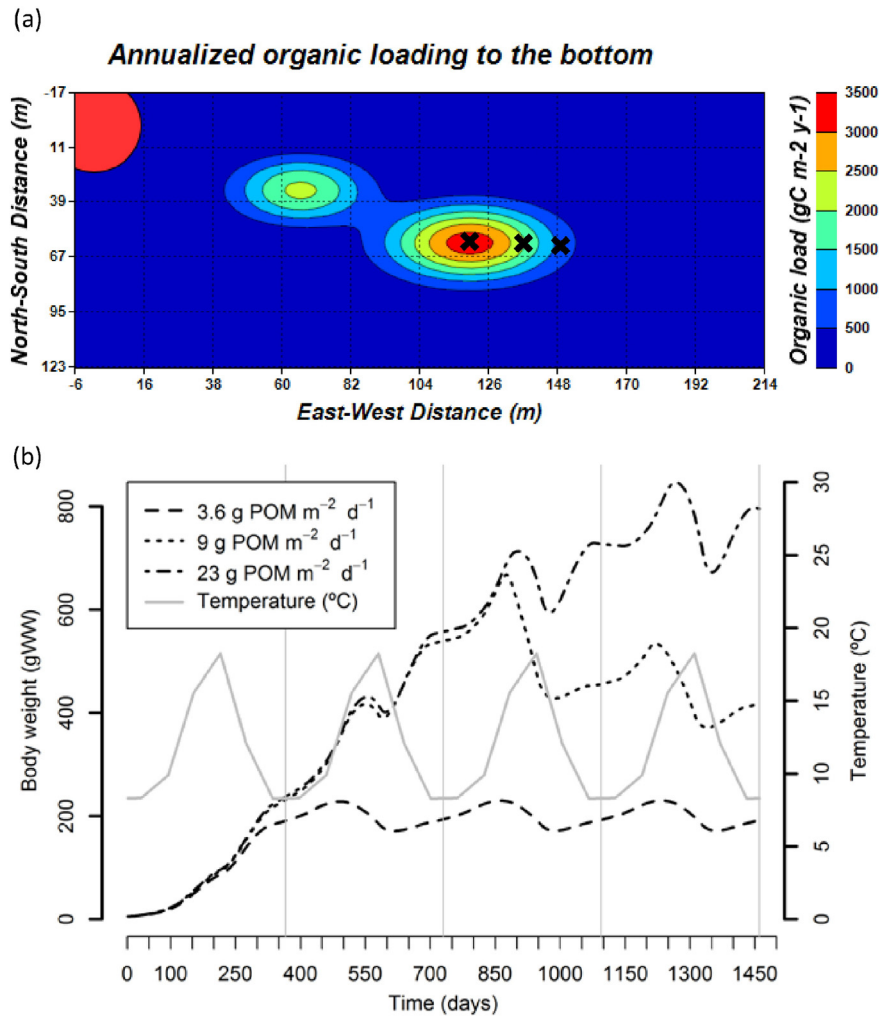 (a)
Annualized organic loading to the bottom
North-South Distance (m)
-17
11
39
67
95
123
-6 16 38 60 82 104 126 148 170 192 214
East-West Distance (m)
Organic load (gC m-2 y-1)
3500
3000
2500
2000
1500
1000
500
0
(b)
3.6 g POM m⁻² d⁻¹
9 g POM m⁻² d⁻¹
23 g POM m⁻² d⁻¹
Temperature (ºC)
Body weight (gWW)
800
600
400
200
0
30
25
20
15
10
5
0
Temperature (ºC)
0 100 250 400 550 700 850 1000 1150 1300 1450
Time (days)